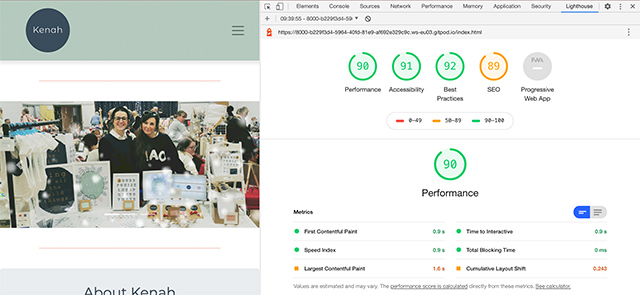 Kenah
About Kenah
Elements Console Sources Network Performance Memory Application Security Lighthouse
09:39:55 - 8000-b229f3d4-596
https://8000-b229f3d4-5964-40fd-81e9-af692e329c9c.ws-eu03.gitpod.io/index.html
90 91 92 89
Performance Accessibility Best Practices SEO Progressive Web App
0–49 50–89 90–100
90
Performance
Metrics
First Contentful Paint 0.9 s Time to Interactive 0.9 s
Speed Index 0.9 s Total Blocking Time 0 ms
Largest Contentful Paint 1.6 s Cumulative Layout Shift 0.243
Values are estimated and may vary. The performance score is calculated directly from these metrics. See calculator.